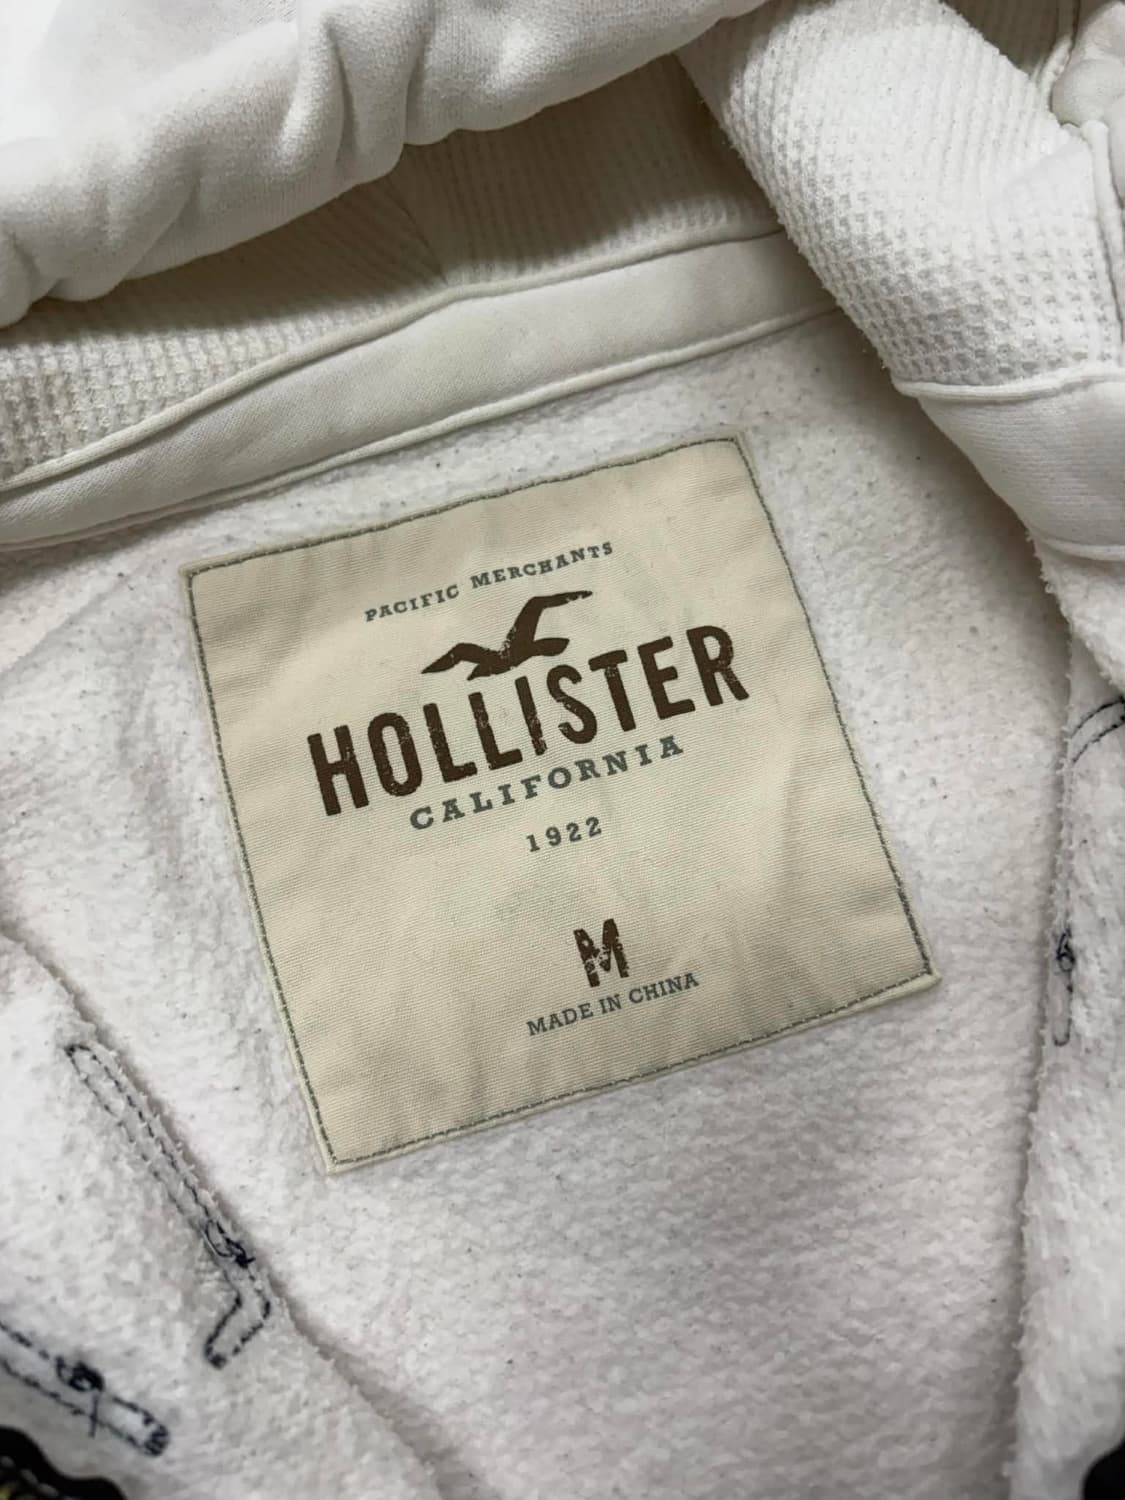 PACIFIC MERCHANTS
HOLLISTER
CALIFORNIA
1922
M
MADE IN CHINA